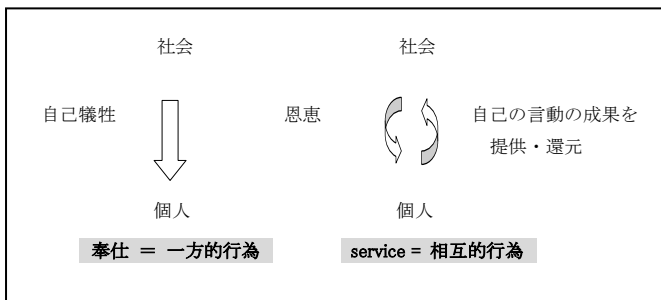 社会
自己犠牲
個人
奉仕 = 一方的行為
社会
恩恵
自己の言動の成果を
提供・還元
個人
service = 相互的行為